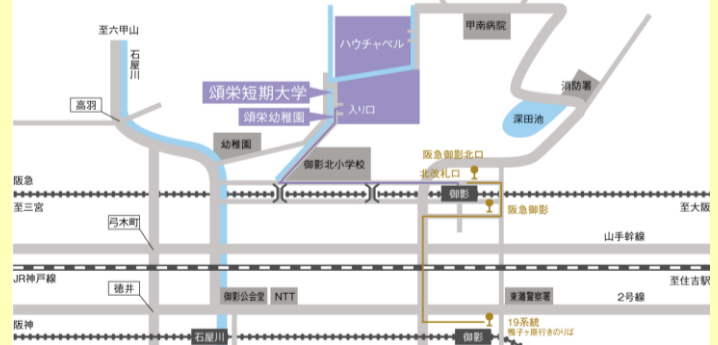 至六甲山
石屋川
甲南病院
ハウチャペル
消防署
頌栄短期大学
高羽
入り口
頌栄幼稚園
深田池
幼稚園
阪急御影北口
御影北小学校
北改札口
阪急
御影
至三宮
阪急御影
至大阪
弓木町
山手幹線
JR神戸線
至住吉駅
徳井
御影公会堂
NTT
東灘警察署
2号線
阪神
19系統
鴨子ヶ原行きのりば
石屋川
御影